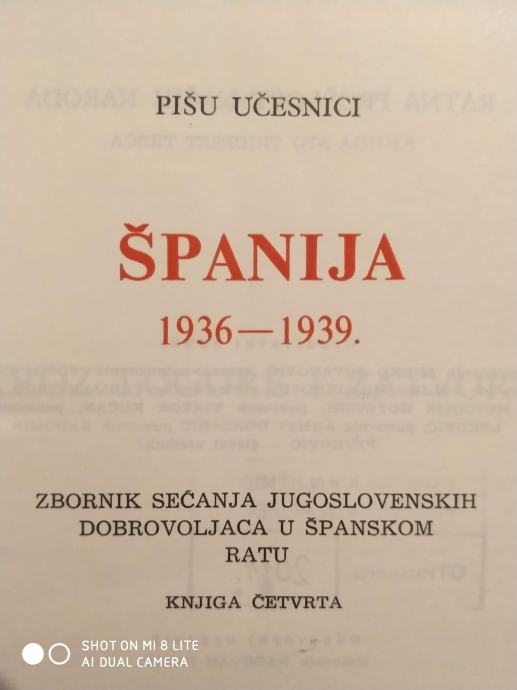 PIŠU UČESNICI
ŠPANIJA
1936—1939.
ZBORNIK SEĆANJA JUGOSLOVENSKIH
DOBROVOLJACA U ŠPANSKOM
RATU
KNJIGA ČETVRTA
SHOT ON MI 8 LITE
AI DUAL CAMERA